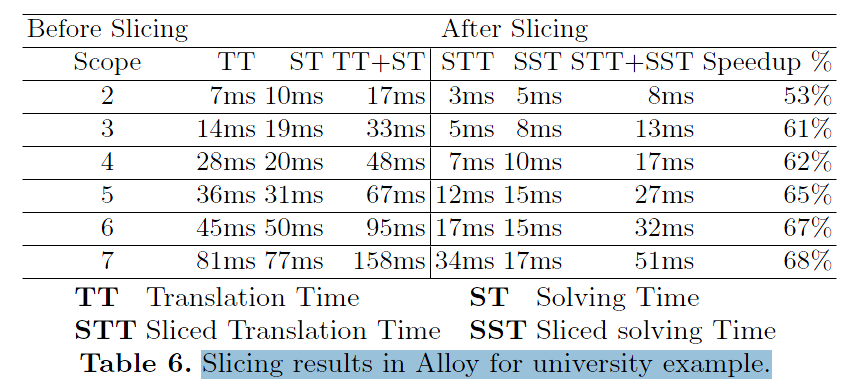 Before Slicing After Slicing
Scope TT ST TT+ST STT SST STT+SST Speedup %
2 7ms 10ms 17ms 3ms 5ms 8ms 53%
3 14ms 19ms 33ms 5ms 8ms 13ms 61%
4 28ms 20ms 48ms 7ms 10ms 17ms 62%
5 36ms 31ms 67ms 12ms 15ms 27ms 65%
6 45ms 50ms 95ms 17ms 15ms 32ms 67%
7 81ms 77ms 158ms 34ms 17ms 51ms 68%
TT Translation Time ST Solving Time
STT Sliced Translation Time SST Sliced solving Time
Table 6. Slicing results in Alloy for university example.